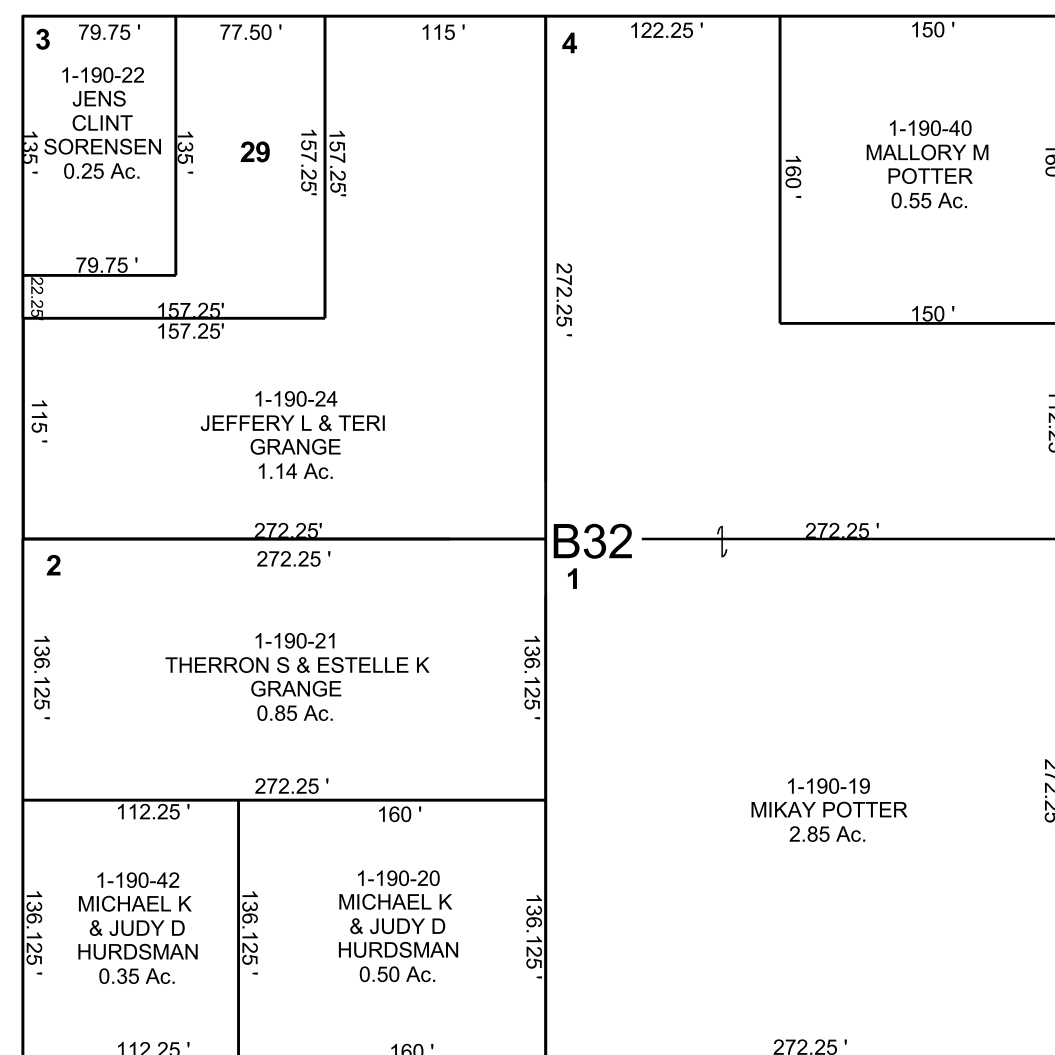 3
79.75 '
77.50 '
115 '
4
122.25 '
150 '
1-190-22
JENS
CLINT
SORENSEN
0.25 Ac.
135 '
135 '
29
157.25'
157.25'
1-190-40
MALLORY M
POTTER
0.55 Ac.
160 '
160
79.75 '
22.25'
157.25'
157.25'
272.25 '
150 '
115 '
1-190-24
JEFFERY L & TERI
GRANGE
1.14 Ac.
112.25
272.25'
B32
272.25 '
2
272.25 '
1
136.125 '
1-190-21
THERRON S & ESTELLE K
GRANGE
0.85 Ac.
136.125 '
272.25 '
112.25 '
160 '
1-190-19
MIKAY POTTER
2.85 Ac.
272.25
136.125 '
1-190-42
MICHAEL K
& JUDY D
HURDSMAN
0.35 Ac.
136.125 '
1-190-20
MICHAEL K
& JUDY D
HURDSMAN
0.50 Ac.
136.125 '
112.25 '
160 '
272.25 '